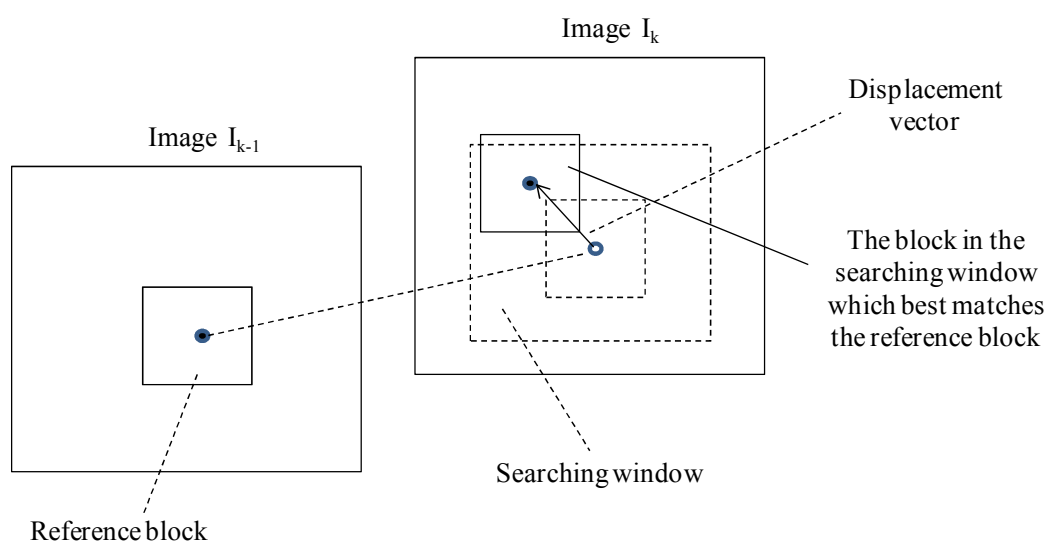 Image I_k
Displacement
vector
Image I_{k-1}
The block in the
searching window
which best matches
the reference block
Searching window
Reference block